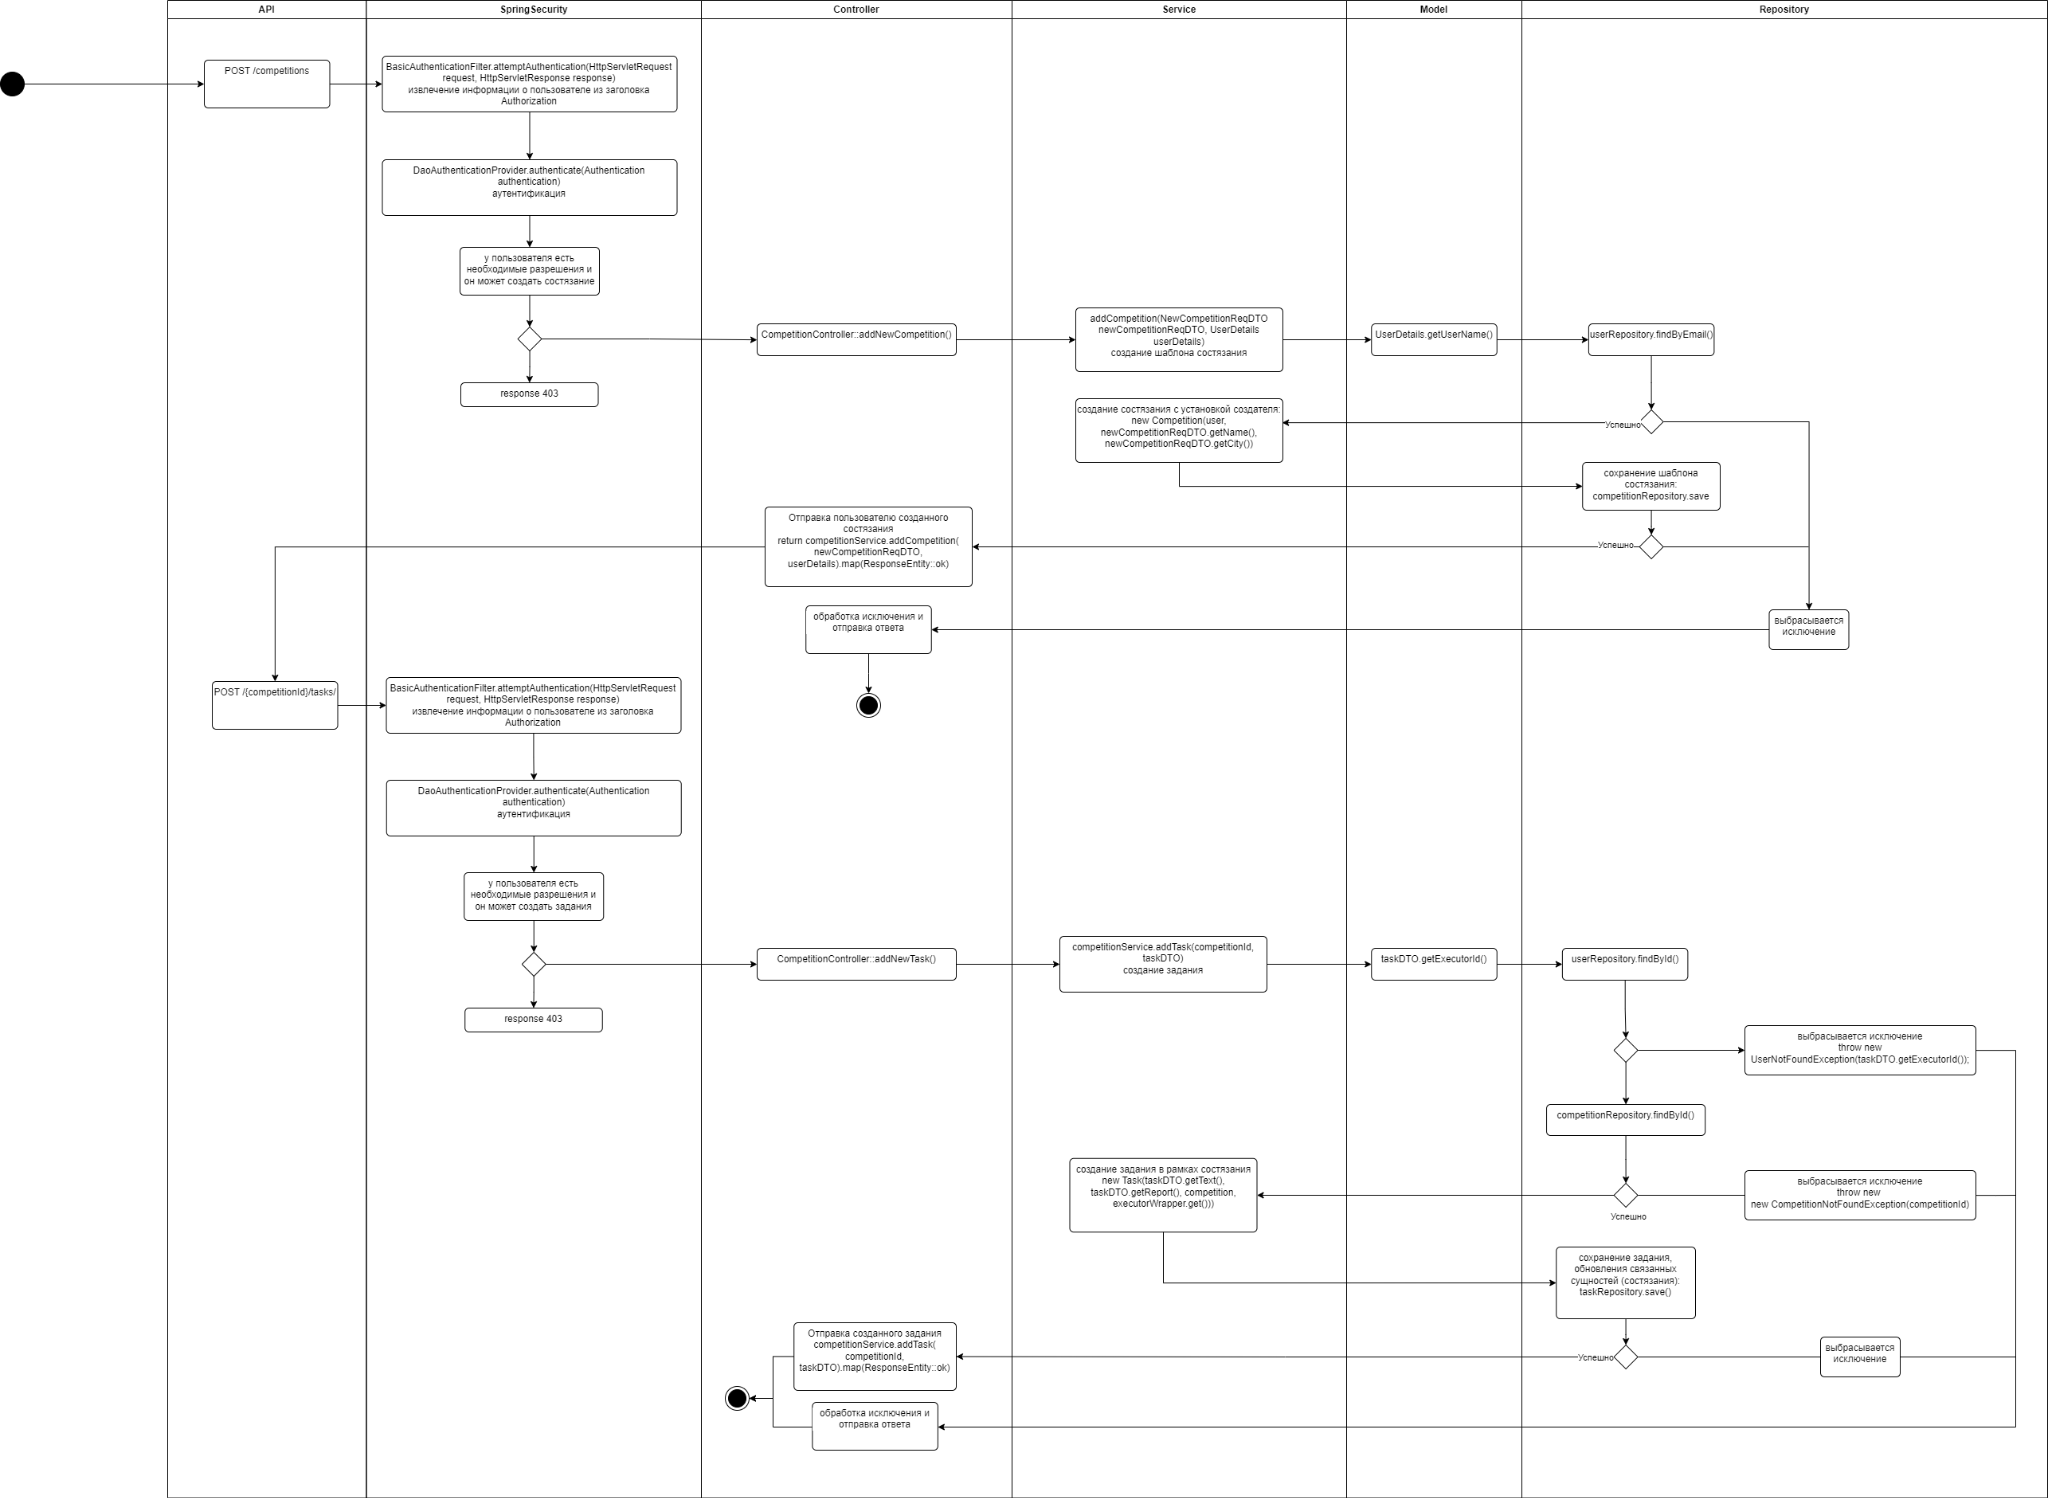 API
SpringSecurity
Controller
Service
Model
Repository
POST /competitions
BasicAuthenticationFilter.attemptAuthentication(HttpServletRequest
request, HttpServletResponse response)
извлечение информации о пользователе из заголовка
Authorization
DaoAuthenticationProvider.authenticate(Authentication
authentication)
аутентификация
у пользователя есть
необходимые разрешения и
он может создать состязание
CompetitionController::addNewCompetition()
addCompetition(NewCompetitionReqDTO
newCompetitionReqDTO, UserDetails
userDetails)
создание шаблона состязания
UserDetails.getUserName()
userRepository.findByEmail()
response 403
создание состязания с установкой создателя:
new Competition(user,
newCompetitionReqDTO.getName(),
newCompetitionReqDTO.getCity())
Успешно
сохранение шаблона
состязания:
competitionRepository.save
Отправка пользователю созданного
состязания
return competitionService.addCompetition(
newCompetitionReqDTO,
userDetails).map(ResponseEntity::ok)
Успешно
обработка исключения и
отправка ответа
выбрасывается
исключение
POST /{competitionId}/tasks/
BasicAuthenticationFilter.attemptAuthentication(HttpServletRequest
request, HttpServletResponse response)
извлечение информации о пользователе из заголовка
Authorization
DaoAuthenticationProvider.authenticate(Authentication
authentication)
аутентификация
у пользователя есть
необходимые разрешения и
он может создать задания
CompetitionController::addNewTask()
competitionService.addTask(competitionId,
taskDTO)
создание задания
taskDTO.getExecutorId()
userRepository.findById()
response 403
выбрасывается исключение
throw new
UserNotFoundException(taskDTO.getExecutorId());
competitionRepository.findById()
создание задания в рамках состязания
new Task(taskDTO.getText(),
taskDTO.getReport(), competition,
executorWrapper.get()))
Успешно
выбрасывается исключение
throw new
new CompetitionNotFoundException(competitionId)
сохранение задания,
обновления связанных
сущностей (состязания):
taskRepository.save()
Отправка созданного задания
competitionService.addTask(
competitionId,
taskDTO).map(ResponseEntity::ok)
Успешно
выбрасывается
исключение
обработка исключения и
отправка ответа